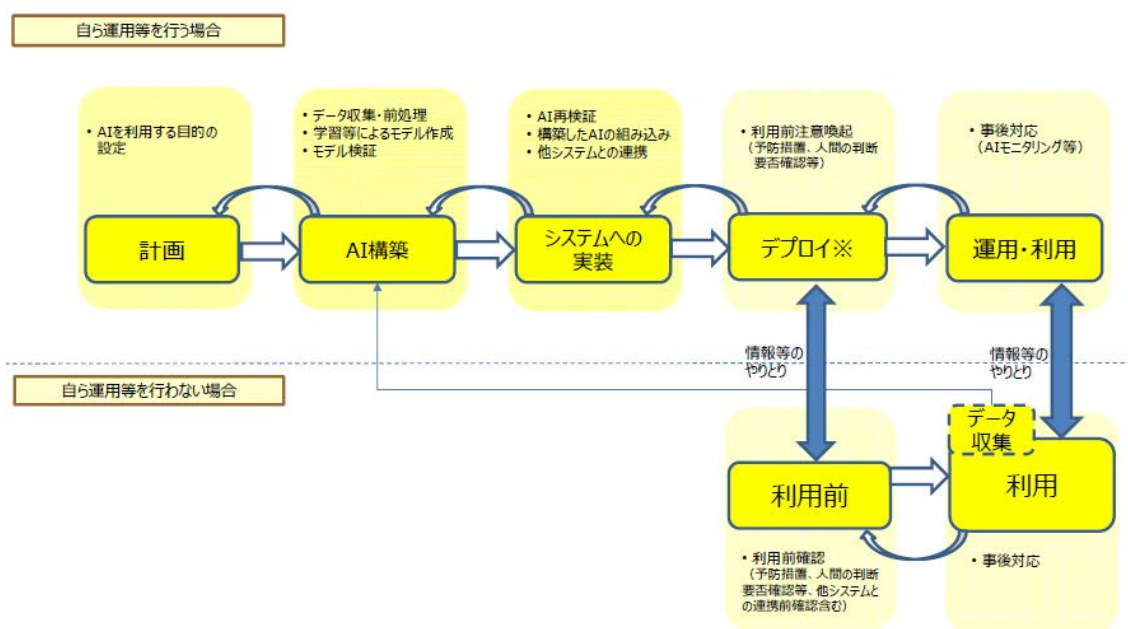 自ら運用等を行う場合
・AIを利用する目的の
設定
・データ収集・前処理
・学習等によるモデル作成
・モデル検証
・AI再検証
・構築したAIの組み込み
・他システムとの連携
・利用前注意喚起
（予防措置、人間の判断
要否確認等）
・事後対応
（AIモニタリング等）
計画
AI構築
システムへの
実装
デプロイ※
運用・利用
情報等の
やりとり
情報等の
やりとり
自ら運用等を行わない場合
データ
収集
利用前
利用
・利用前確認
（予防措置、人間の判断
要否確認等、他システムと
の連携前確認含む）
・事後対応